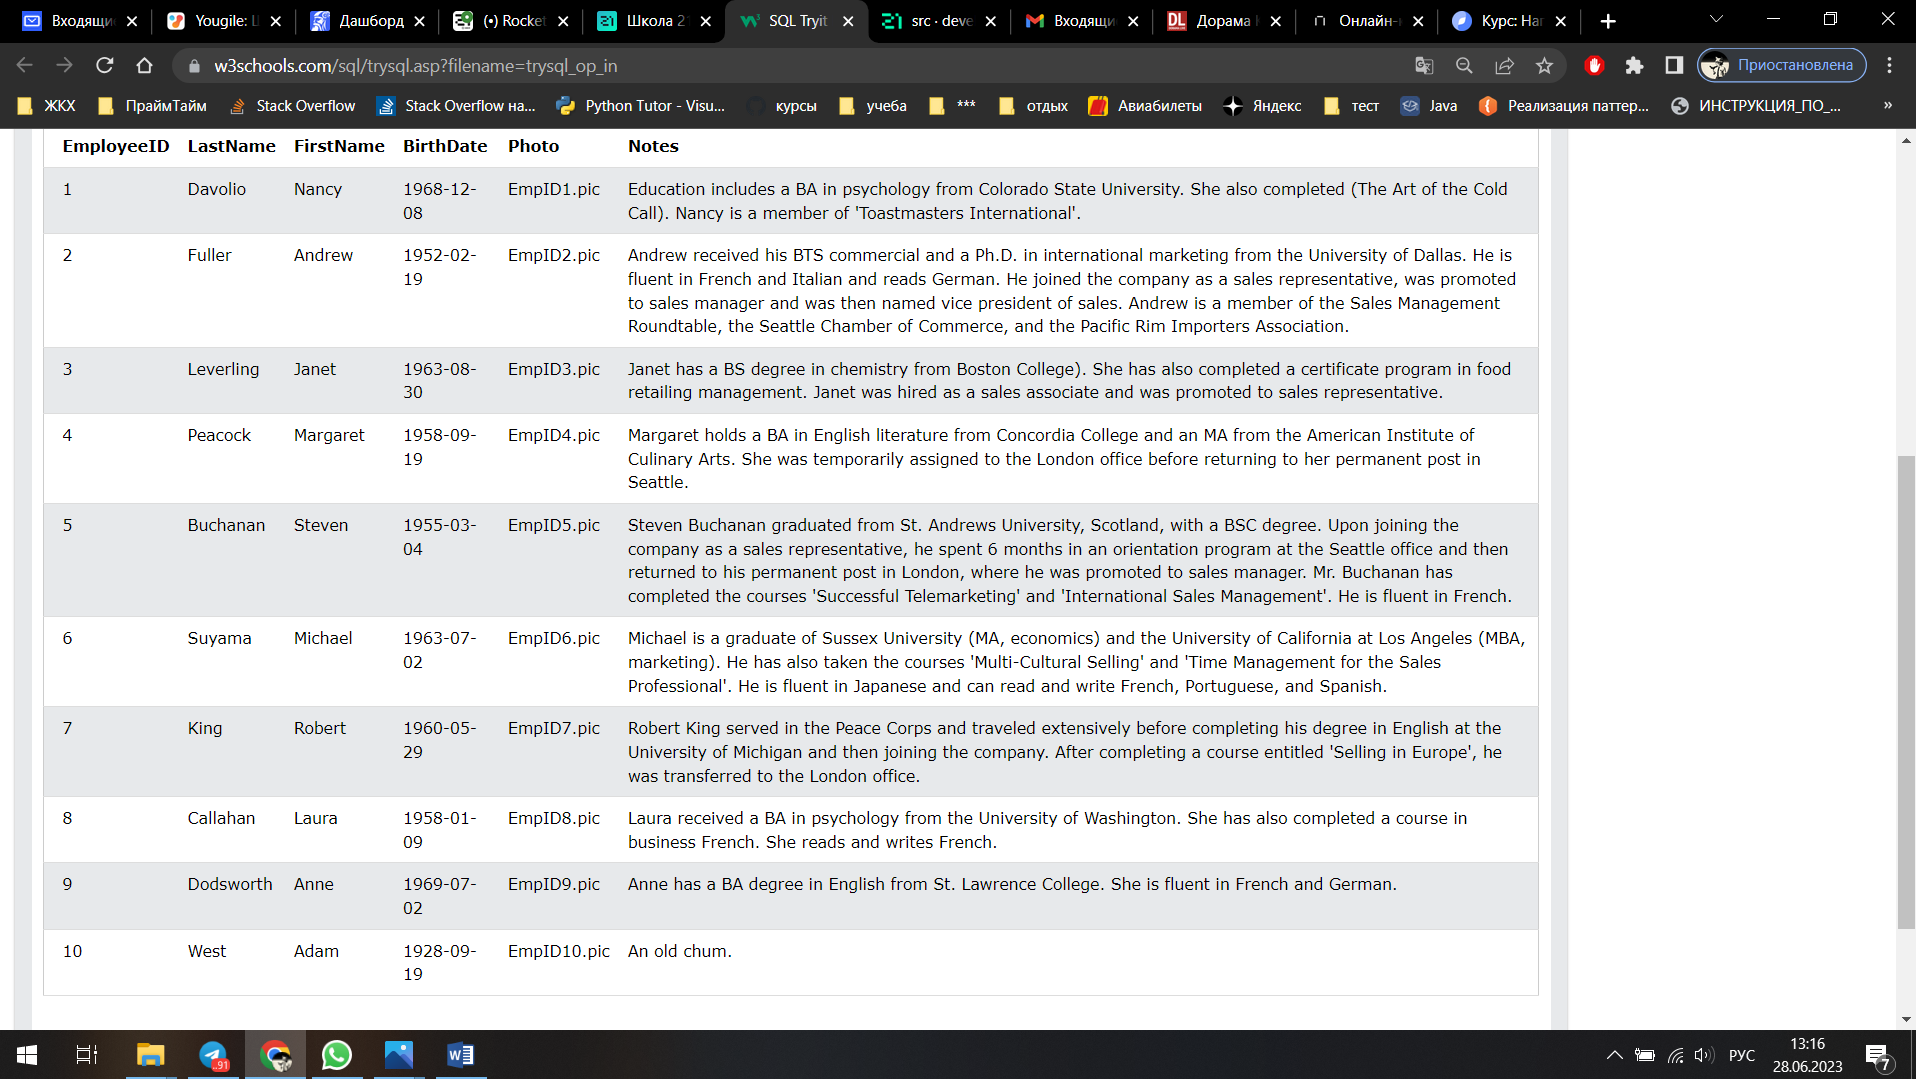 Входящие
Yougile: Ш
Дашборд
(•) Rocket
Школа 21
SQL Tryit
src · deve
Входящи
Дорама
Онлайн-
Курс: Наг
w3schools.com/sql/trysql.asp?filename=trysql_op_in
Приостановлена
ЖКХ
ПраймТайм
Stack Overflow
Stack Overflow на...
Python Tutor - Visu...
курсы
учеба
***
отдых
Авиабилеты
Яндекс
тест
Java
Реализация паттер...
ИНСТРУКЦИЯ_ПО_...
»
EmployeeID LastName FirstName BirthDate Photo Notes
1 Davolio Nancy 1968-12- EmpID1.pic Education includes a BA in psychology from Colorado State University. She also completed (The Art of the Cold
08 Call). Nancy is a member of 'Toastmasters International'.
2 Fuller Andrew 1952-02- EmpID2.pic Andrew received his BTS commercial and a Ph.D. in international marketing from the University of Dallas. He is
19 fluent in French and Italian and reads German. He joined the company as a sales representative, was promoted
to sales manager and was then named vice president of sales. Andrew is a member of the Sales Management
Roundtable, the Seattle Chamber of Commerce, and the Pacific Rim Importers Association.
3 Leverling Janet 1963-08- EmpID3.pic Janet has a BS degree in chemistry from Boston College). She has also completed a certificate program in food
30 retailing management. Janet was hired as a sales associate and was promoted to sales representative.
4 Peacock Margaret 1958-09- EmpID4.pic Margaret holds a BA in English literature from Concordia College and an MA from the American Institute of
19 Culinary Arts. She was temporarily assigned to the London office before returning to her permanent post in
Seattle.
5 Buchanan Steven 1955-03- EmpID5.pic Steven Buchanan graduated from St. Andrews University, Scotland, with a BSC degree. Upon joining the
04 company as a sales representative, he spent 6 months in an orientation program at the Seattle office and then
returned to his permanent post in London, where he was promoted to sales manager. Mr. Buchanan has
completed the courses 'Successful Telemarketing' and 'International Sales Management'. He is fluent in French.
6 Suyama Michael 1963-07- EmpID6.pic Michael is a graduate of Sussex University (MA, economics) and the University of California at Los Angeles (MBA,
02 marketing). He has also taken the courses 'Multi-Cultural Selling' and 'Time Management for the Sales
Professional'. He is fluent in Japanese and can read and write French, Portuguese, and Spanish.
7 King Robert 1960-05- EmpID7.pic Robert King served in the Peace Corps and traveled extensively before completing his degree in English at the
29 University of Michigan and then joining the company. After completing a course entitled 'Selling in Europe', he
was transferred to the London office.
8 Callahan Laura 1958-01- EmpID8.pic Laura received a BA in psychology from the University of Washington. She has also completed a course in
09 business French. She reads and writes French.
9 Dodsworth Anne 1969-07- EmpID9.pic Anne has a BA degree in English from St. Lawrence College. She is fluent in French and German.
02
10 West Adam 1928-09- EmpID10.pic An old chum.
19
91
РУС
13:16
28.06.2023
7